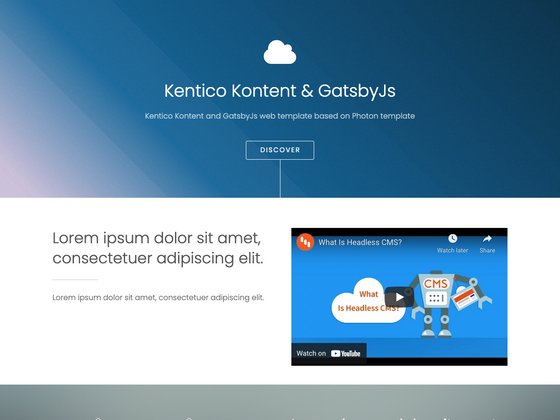 Kentico Kontent & GatsbyJs
Kentico Kontent and GatsbyJs web template based on Photon template
DISCOVER
Lorem ipsum dolor sit amet,
consectetuer adipiscing elit.
Lorem ipsum dolor sit amet, consectetuer adipiscing elit.
What Is Headless CMS?
Watch later
Share
CMS
What
Is Headless CMS?
Watch on YouTube